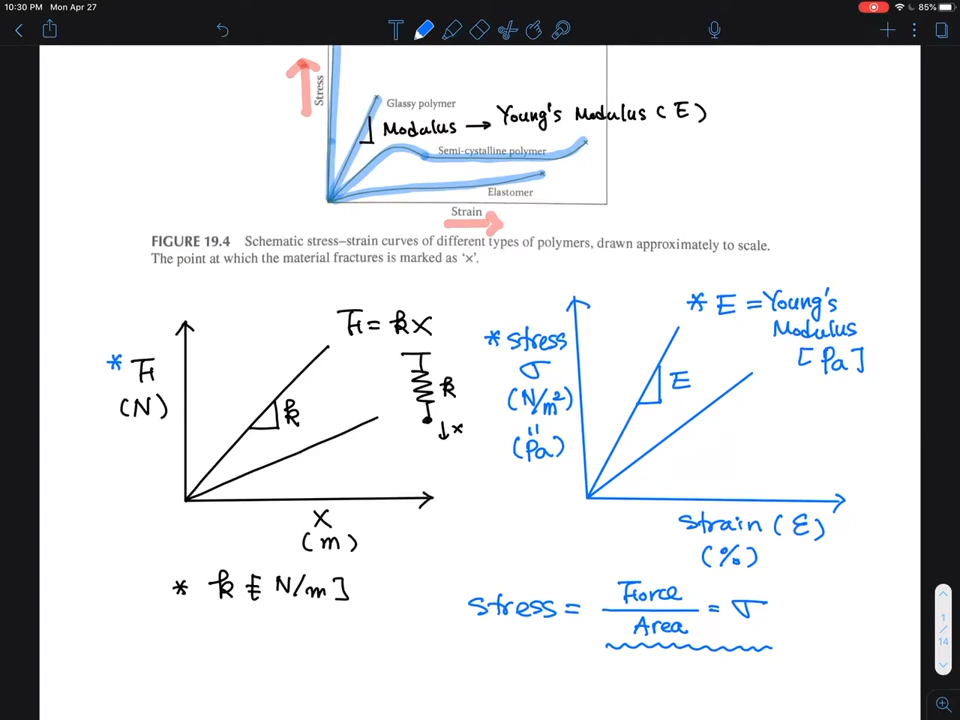 10:30 PM Mon Apr 27
85%
Stress
Glassy polymer
Modulus → Young's Modulus (E)
Semi-cystalline polymer
Elastomer
Strain
FIGURE 19.4 Schematic stress–strain curves of different types of polymers, drawn approximately to scale.
The point at which the material fractures is marked as ‘×’.
* F
(N)
F = kx
k
k
↓x
x
(m)
* k [N/m]
* stress
σ
(N/m²)
"
(Pa)
* E = Young's
Modulus
[Pa]
E
strain (ε)
(%)
stress = Force / Area = σ
1
/
14